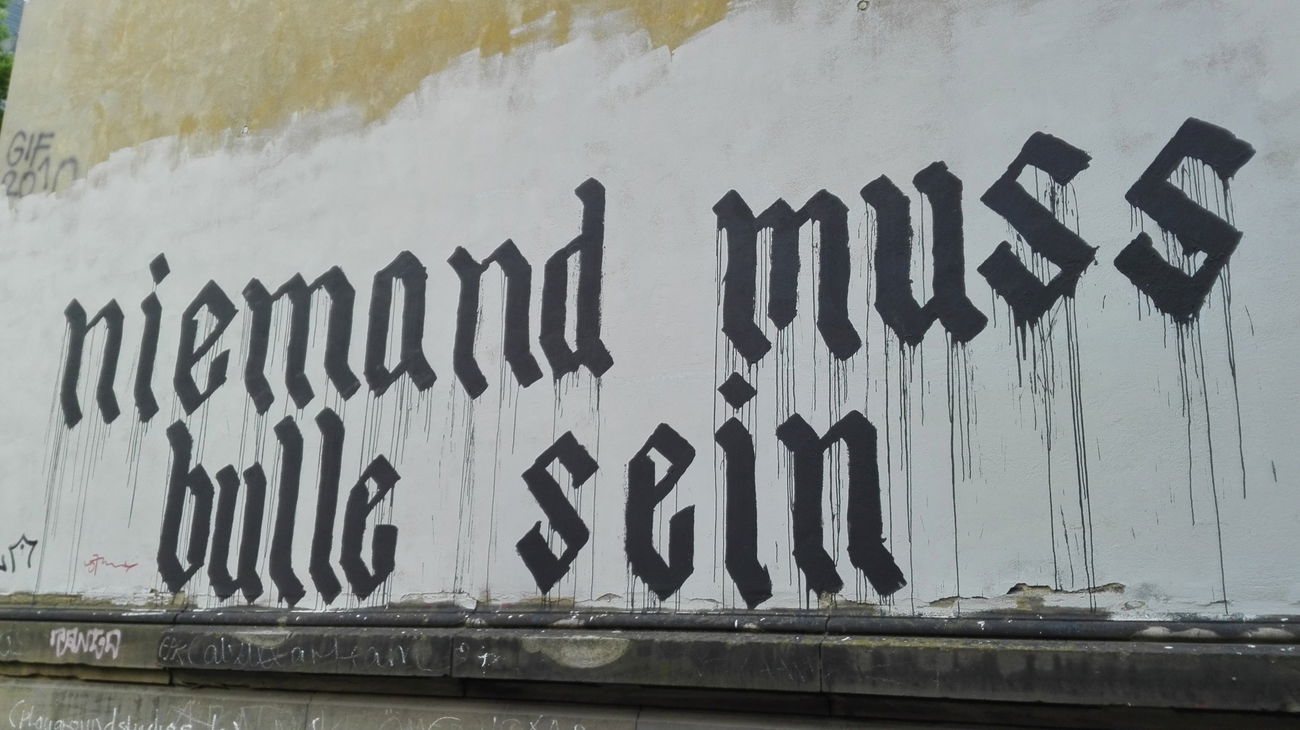 GIF
2010
niemand muss
bulle sein